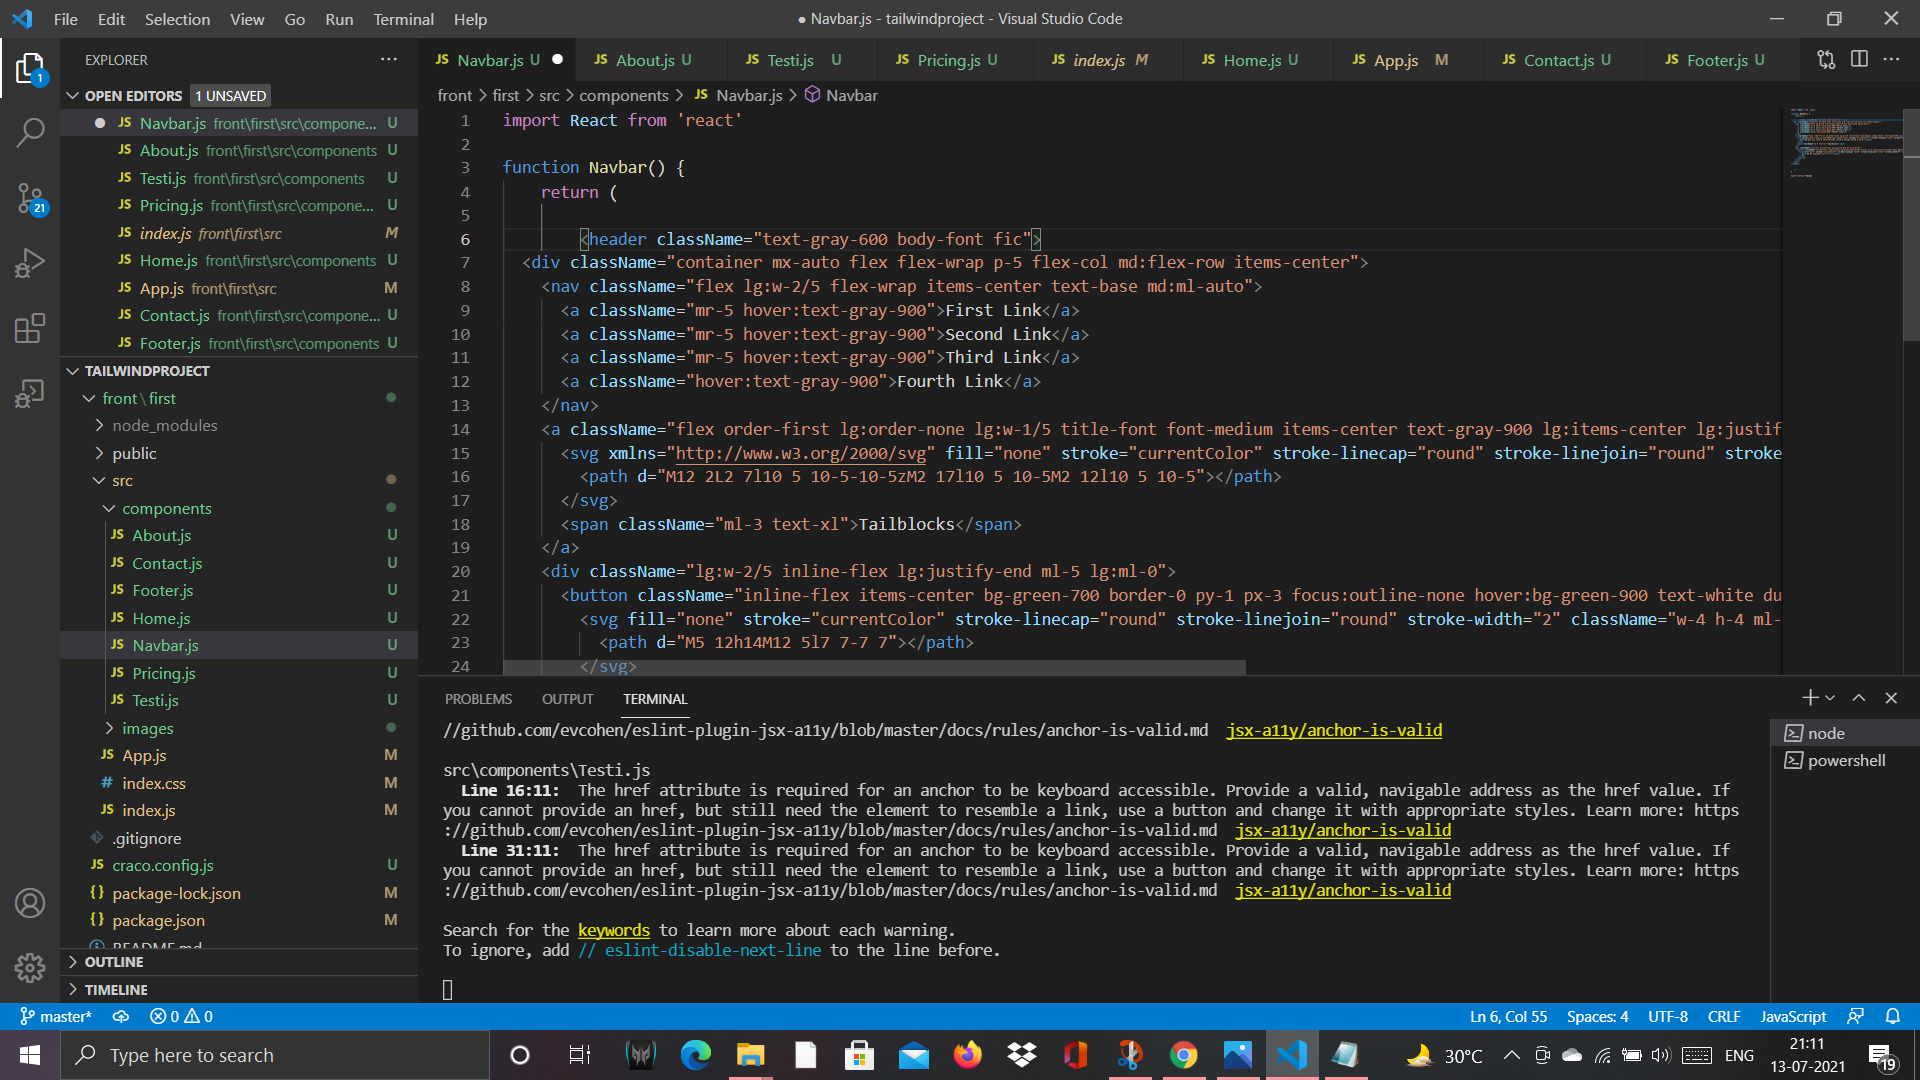 File Edit Selection View Go Run Terminal Help
● Navbar.js - tailwindproject - Visual Studio Code
EXPLORER
JS Navbar.js U
JS About.js U
JS Testi.js U
JS Pricing.js U
JS index.js M
JS Home.js U
JS App.js M
JS Contact.js U
JS Footer.js U
front > first > src > components > JS Navbar.js > Navbar
1
OPEN EDITORS 1 UNSAVED
JS Navbar.js front\first\src\compone... U
JS About.js front\first\src\components U
JS Testi.js front\first\src\components U
JS Pricing.js front\first\src\compone... U
JS index.js front\first\src M
JS Home.js front\first\src\components U
JS App.js front\first\src M
JS Contact.js front\first\src\compone... U
JS Footer.js front\first\src\components U
21
TAILWINDPROJECT
front\first
node_modules
public
src
components
JS About.js U
JS Contact.js U
JS Footer.js U
JS Home.js U
JS Navbar.js U
JS Pricing.js U
JS Testi.js U
images
JS App.js M
# index.css M
JS index.js M
.gitignore
JS craco.config.js U
{} package-lock.json M
{} package.json M
README.md
OUTLINE
TIMELINE
1 import React from 'react'
2
3 function Navbar() {
4 return (
5
6 <header className="text-gray-600 body-font fic">
7 <div className="container mx-auto flex flex-wrap p-5 flex-col md:flex-row items-center">
8 <nav className="flex lg:w-2/5 flex-wrap items-center text-base md:ml-auto">
9 <a className="mr-5 hover:text-gray-900">First Link</a>
10 <a className="mr-5 hover:text-gray-900">Second Link</a>
11 <a className="mr-5 hover:text-gray-900">Third Link</a>
12 <a className="hover:text-gray-900">Fourth Link</a>
13 </nav>
14 <a className="flex order-first lg:order-none lg:w-1/5 title-font font-medium items-center text-gray-900 lg:items-center lg:justif
15 <svg xmlns="http://www.w3.org/2000/svg" fill="none" stroke="currentColor" stroke-linecap="round" stroke-linejoin="round" stroke
16 <path d="M12 2L2 7l10 5 10-5-10-5zM2 17l10 5 10-5M2 12l10 5 10-5"></path>
17 </svg>
18 <span className="ml-3 text-xl">Tailblocks</span>
19 </a>
20 <div className="lg:w-2/5 inline-flex lg:justify-end ml-5 lg:ml-0">
21 <button className="inline-flex items-center bg-green-700 border-0 py-1 px-3 focus:outline-none hover:bg-green-900 text-white du
22 <svg fill="none" stroke="currentColor" stroke-linecap="round" stroke-linejoin="round" stroke-width="2" className="w-4 h-4 ml-
23 <path d="M5 12h14M12 5l7 7-7 7"></path>
24 </svg>
PROBLEMS OUTPUT TERMINAL
//github.com/evcohen/eslint-plugin-jsx-a11y/blob/master/docs/rules/anchor-is-valid.md jsx-a11y/anchor-is-valid
src\components\Testi.js
Line 16:11: The href attribute is required for an anchor to be keyboard accessible. Provide a valid, navigable address as the href value. If
you cannot provide an href, but still need the element to resemble a link, use a button and change it with appropriate styles. Learn more: https
://github.com/evcohen/eslint-plugin-jsx-a11y/blob/master/docs/rules/anchor-is-valid.md jsx-a11y/anchor-is-valid
Line 31:11: The href attribute is required for an anchor to be keyboard accessible. Provide a valid, navigable address as the href value. If
you cannot provide an href, but still need the element to resemble a link, use a button and change it with appropriate styles. Learn more: https
://github.com/evcohen/eslint-plugin-jsx-a11y/blob/master/docs/rules/anchor-is-valid.md jsx-a11y/anchor-is-valid
Search for the keywords to learn more about each warning.
To ignore, add // eslint-disable-next-line to the line before.
node
powershell
master* 0 0
Ln 6, Col 55 Spaces: 4 UTF-8 CRLF JavaScript
Type here to search
30°C
ENG
21:11
13-07-2021
19